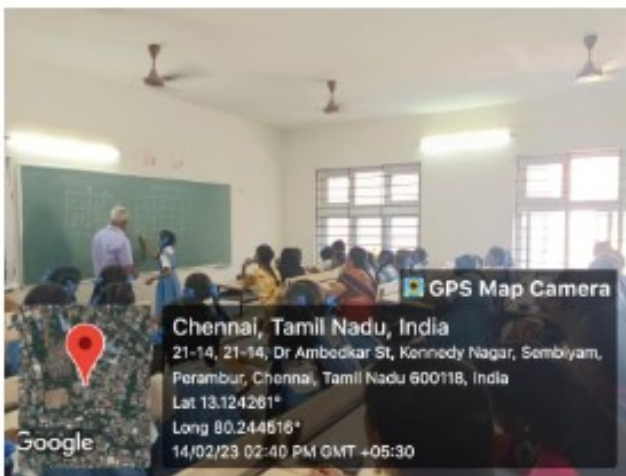 GPS Map Camera
Chennai, Tamil Nadu, India
21-14, 21-14, Dr Ambedkar St, Kennedy Nagar, Sembiyam,
Perambur, Chennai, Tamil Nadu 600118, India
Lat 13.124261°
Long 80.244516°
14/02/23 02:40 PM GMT +05:30
Google